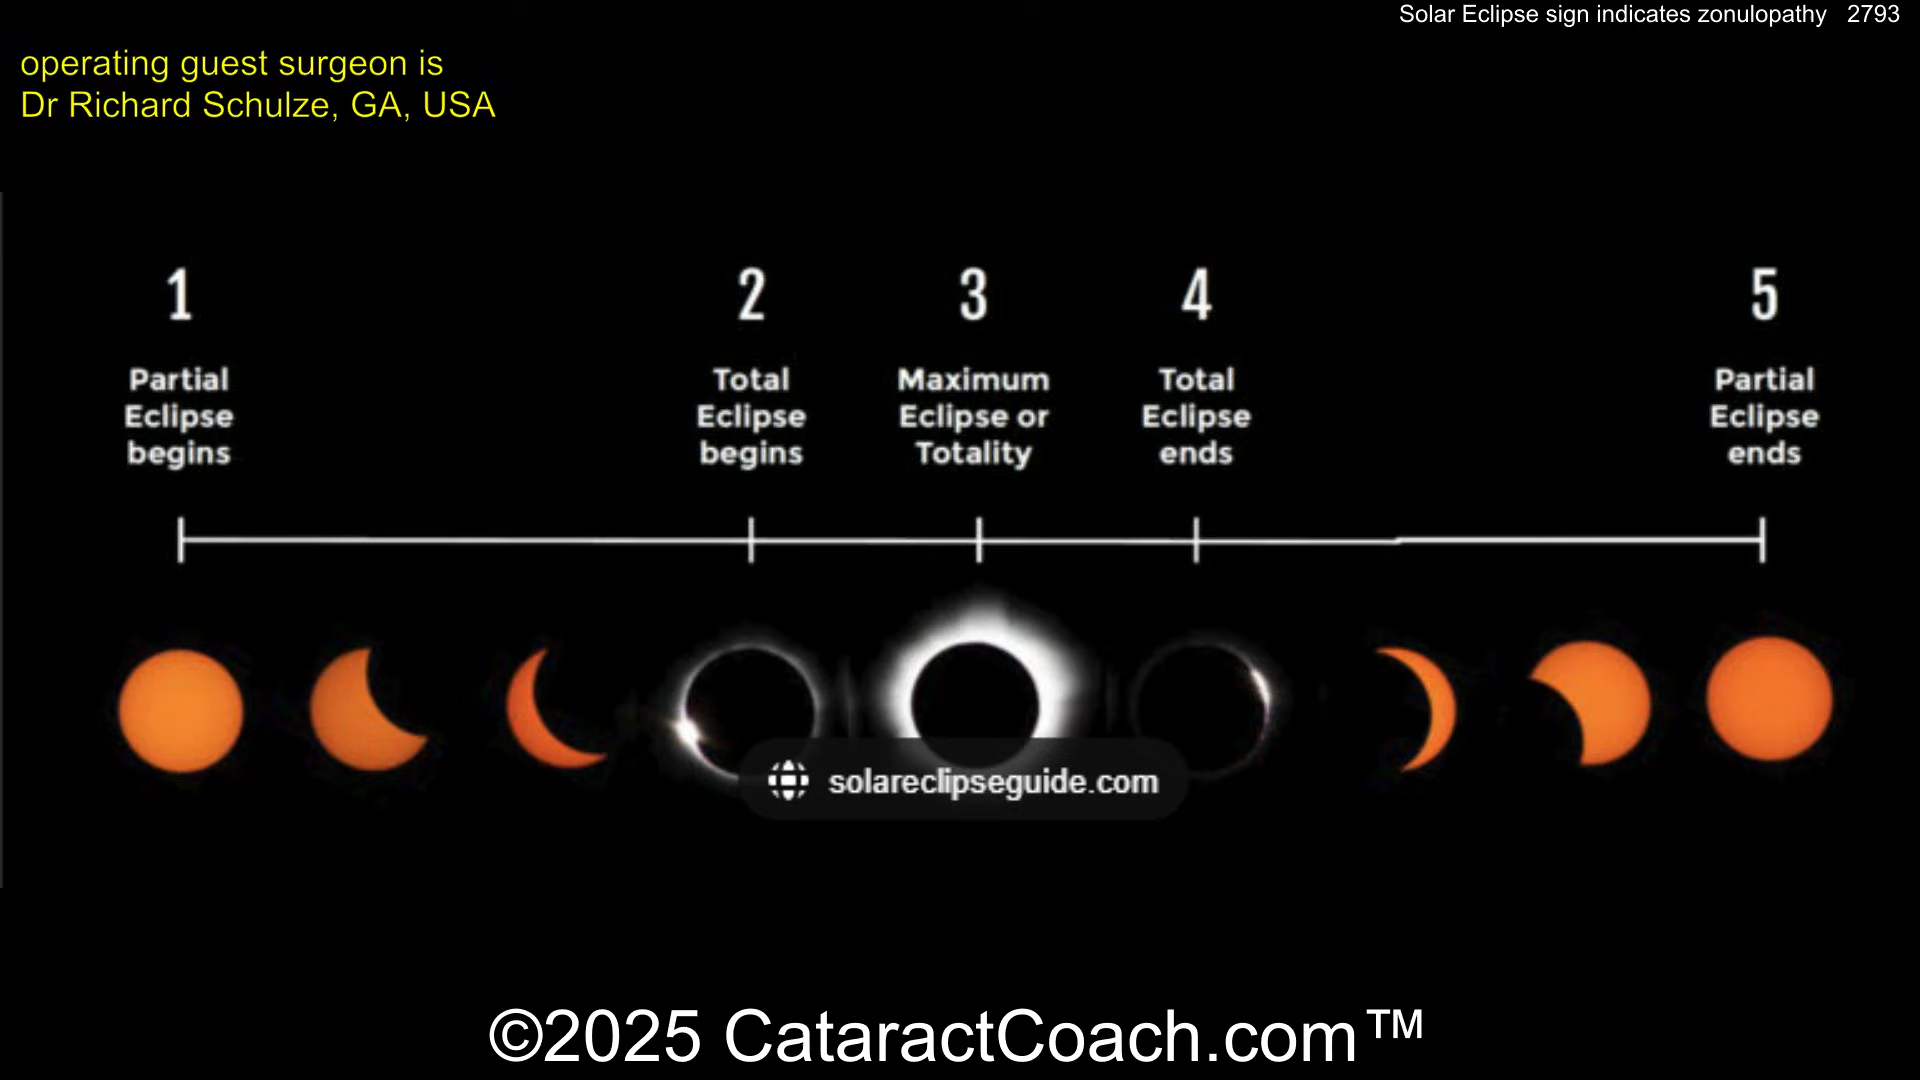 Solar Eclipse sign indicates zonulopathy 2793
operating guest surgeon is
Dr Richard Schulze, GA, USA
1
Partial
Eclipse
begins
2
Total
Eclipse
begins
3
Maximum
Eclipse or
Totality
4
Total
Eclipse
ends
5
Partial
Eclipse
ends
solareclipseguide.com
©2025 CataractCoach.com™